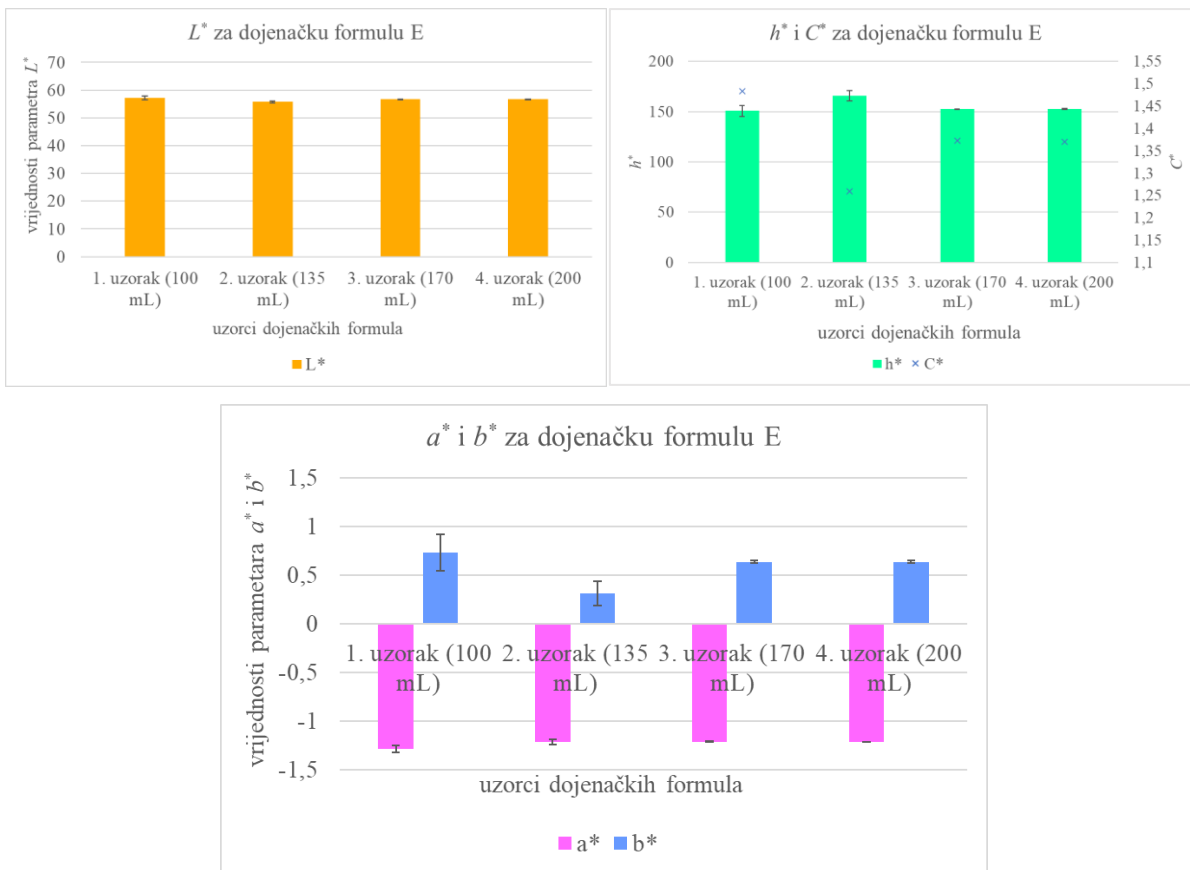 L* za dojenačku formulu E
vrijednosti parametra L*
70
60
50
40
30
20
10
0
1. uzorak (100 mL)
2. uzorak (135 mL)
3. uzorak (170 mL)
4. uzorak (200 mL)
uzorci dojenačkih formula
L*
h* i C* za dojenačku formulu E
h*
200
150
100
50
0
1,55
1,5
1,45
1,4
1,35
1,3
1,25
1,2
1,15
1,1
C*
1. uzorak (100 mL)
2. uzorak (135 mL)
3. uzorak (170 mL)
4. uzorak (200 mL)
uzorci dojenačkih formula
h* C*
a* i b* za dojenačku formulu E
vrijednosti parametara a* i b*
1,5
1
0,5
0
-0,5
-1
-1,5
1. uzorak (100 mL)
2. uzorak (135 mL)
3. uzorak (170 mL)
4. uzorak (200 mL)
uzorci dojenačkih formula
a* b*